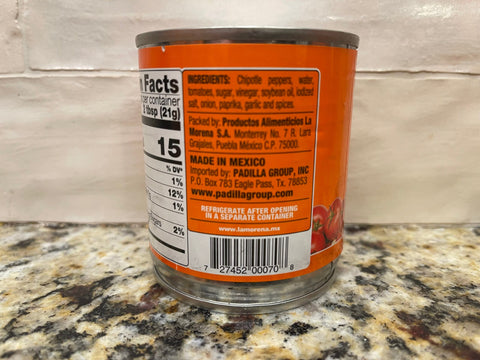 n Facts
er container
2 tbsp (21g)
15
% DV*
1%
12%
1%
2%
INGREDIENTS: Chipotle peppers, water,
tomatoes, sugar, vinegar, soybean oil, iodized
salt, onion, paprika, garlic and spices.
Packed by: Productos Alimenticios La
Morena S.A. Monterrey No. 7 R. Lara
Grajales, Puebla México C.P. 75000.
MADE IN MEXICO
Imported by: PADILLA GROUP, INC
P.O. Box 783 Eagle Pass, Tx. 78853
www.padillagroup.com
REFRIGERATE AFTER OPENING
IN A SEPARATE CONTAINER
www.lamorena.mx
7 27452 00070 8